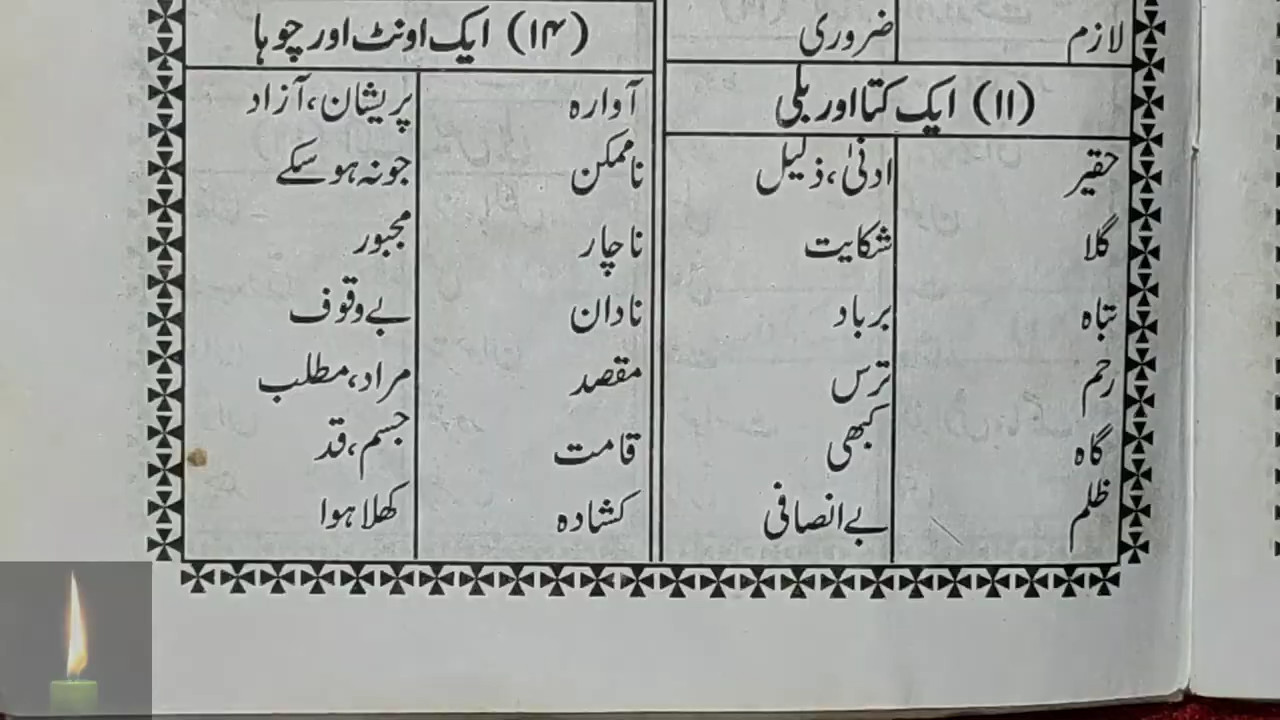 لازم ضروری
(۱۱) ایک کتا اور بلی
حقیر ادنیٰ، ذلیل
گلا شکایت
تباہ برباد
رحم ترس
گاہ کبھی
ظلم بے انصافی
(۱۴) ایک اونٹ اور چوہا
آوارہ پریشان، آزاد
ناممکن جو نہ ہو سکے
ناچار مجبور
نادان بے وقوف
مقصد مراد، مطلب
قامت جسم، قد
کشادہ کھلا ہوا